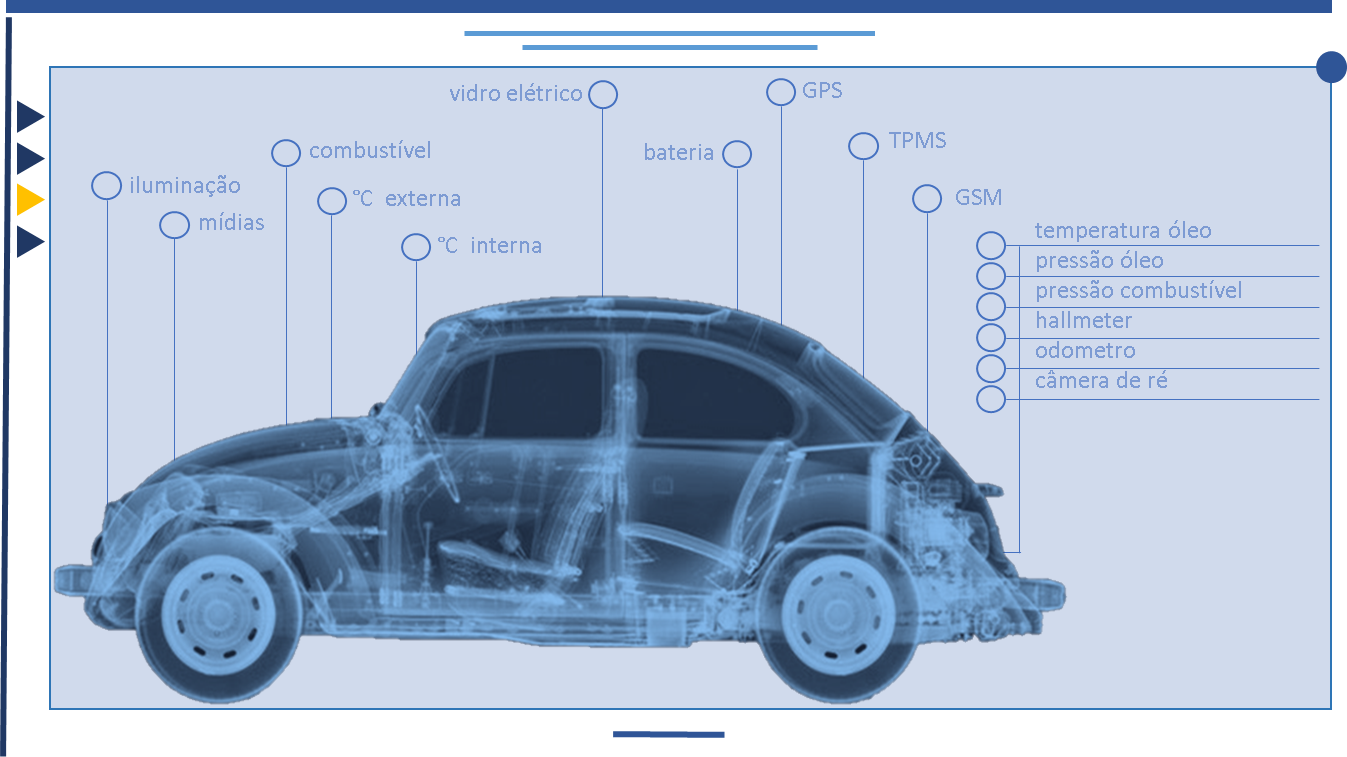 vidro elétrico
GPS
combustível
bateria
TPMS
iluminação
°C  externa
GSM
mídias
°C  interna
temperatura óleo
pressão óleo
pressão combustível
hallmeter
odometro
câmera de ré